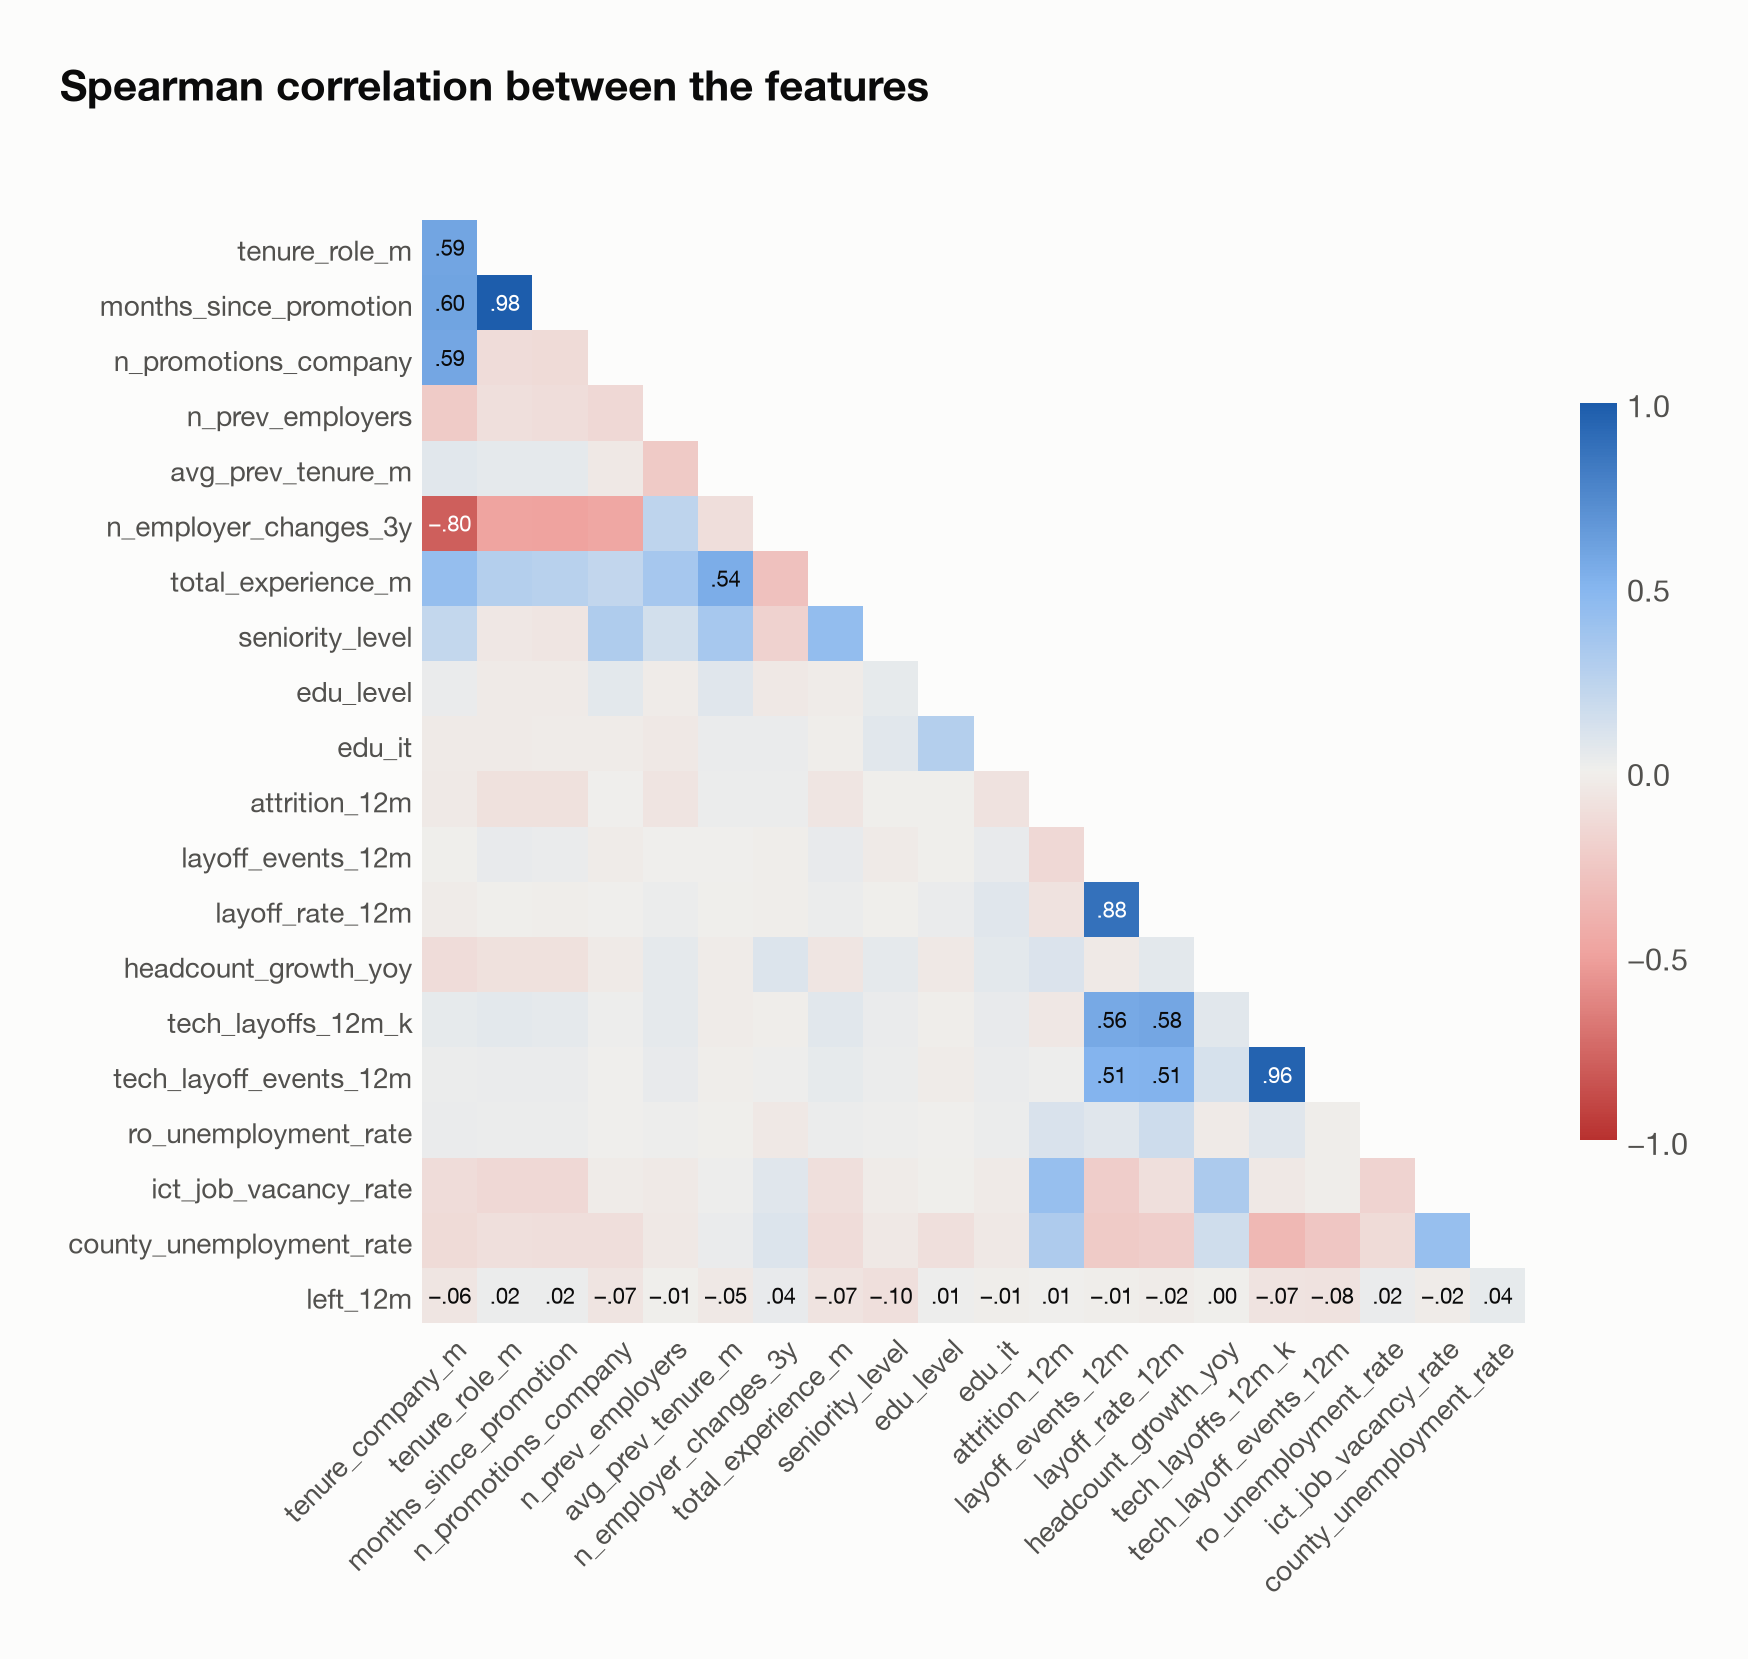 Spearman correlation between the features
tenure_role_m .59
months_since_promotion .60 .98
n_promotions_company .59
n_prev_employers
avg_prev_tenure_m
n_employer_changes_3y −.80
total_experience_m .54
seniority_level
edu_level
edu_it
attrition_12m
layoff_events_12m
layoff_rate_12m .88
headcount_growth_yoy
tech_layoffs_12m_k .56 .58
tech_layoff_events_12m .51 .51 .96
ro_unemployment_rate
ict_job_vacancy_rate
county_unemployment_rate
left_12m −.06 .02 .02 −.07 −.01 −.05 .04 −.07 −.10 .01 −.01 .01 −.01 −.02 .00 −.07 −.08 .02 −.02 .04
tenure_company_m
tenure_role_m
months_since_promotion
n_promotions_company
n_prev_employers
avg_prev_tenure_m
n_employer_changes_3y
total_experience_m
seniority_level
edu_level
edu_it
attrition_12m
layoff_events_12m
layoff_rate_12m
headcount_growth_yoy
tech_layoffs_12m_k
tech_layoff_events_12m
ro_unemployment_rate
ict_job_vacancy_rate
county_unemployment_rate
1.0
0.5
0.0
−0.5
−1.0